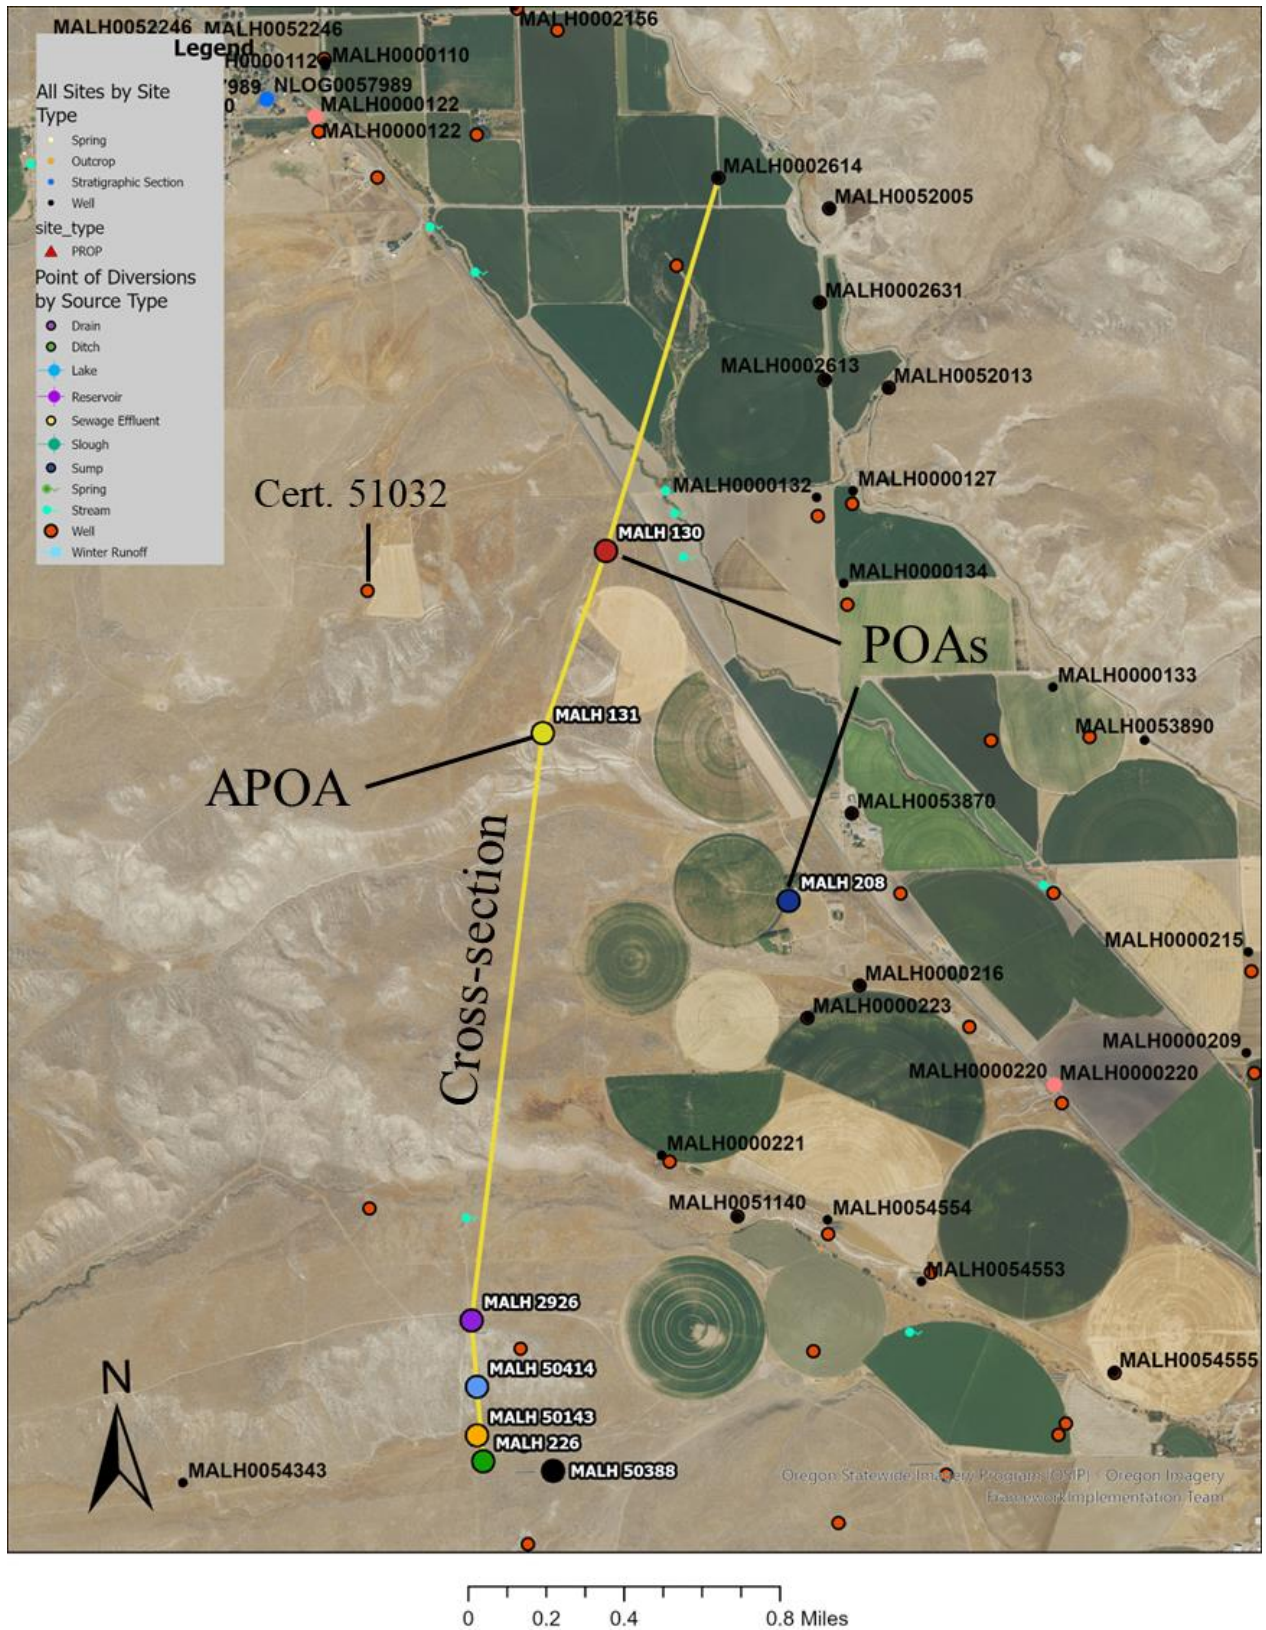 MALH0052246 MALH0052246
MALH0002156
Legend
H0000112
MALH0000110
'989 NLOG0057989
0
MALH0000122
MALH0000122
All Sites by Site
Type
Spring
Outcrop
Stratigraphic Section
Well
site_type
PROP
Point of Diversions
by Source Type
Drain
Ditch
Lake
Reservoir
Sewage Effluent
Slough
Sump
Spring
Stream
Well
Winter Runoff
MALH0002614
MALH0052005
MALH0002631
MALH0002613
MALH0052013
Cert. 51032
MALH0000132
MALH0000127
MALH 130
MALH0000134
POAs
MALH0000133
MALH 131
MALH0053890
APOA
MALH0053870
Cross-section
MALH 208
MALH0000215
MALH0000216
MALH0000223
MALH0000209
MALH0000220 MALH0000220
MALH0000221
MALH0051140
MALH0054554
MALH0054553
MALH 2926
MALH 50414
MALH0054555
N
MALH 50143
MALH 226
MALH0054343
MALH 50388
Oregon Statewide Imagery Program (OSIP) - Oregon Imagery
Framework Implementation Team
0 0.2 0.4 0.8 Miles